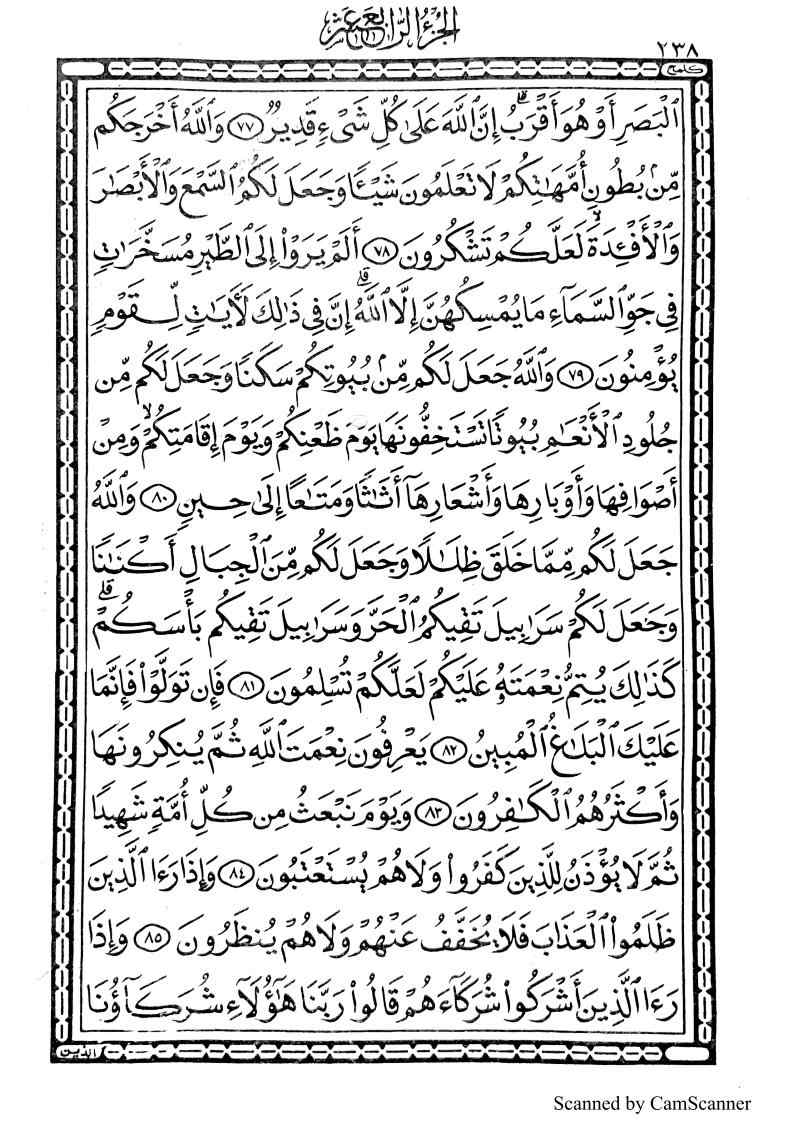 الجزء الرابع عشر
٢٣٨
كلمح
ٱلۡبَصَرِ أَوۡ هُوَ أَقۡرَبُۚ إِنَّ ٱللَّهَ عَلَىٰ كُلِّ شَيۡءٖ قَدِيرٞ ٧٧ وَٱللَّهُ أَخۡرَجَكُم
مِّنۢ بُطُونِ أُمَّهَٰتِكُمۡ لَا تَعۡلَمُونَ شَيۡـٔٗا وَجَعَلَ لَكُمُ ٱلسَّمۡعَ وَٱلۡأَبۡصَٰرَ
وَٱلۡأَفۡـِٔدَةَۙ لَعَلَّكُمۡ تَشۡكُرُونَ ٧٨ أَلَمۡ يَرَوۡاْ إِلَى ٱلطَّيۡرِ مُسَخَّرَٰتٖ
فِي جَوِّ ٱلسَّمَآءِ مَا يُمۡسِكُهُنَّ إِلَّا ٱللَّهُۚ إِنَّ فِي ذَٰلِكَ لَأٓيَٰتٖ لِّقَوۡمٖ
يُؤۡمِنُونَ ٧٩ وَٱللَّهُ جَعَلَ لَكُم مِّنۢ بُيُوتِكُمۡ سَكَنٗا وَجَعَلَ لَكُم مِّن
جُلُودِ ٱلۡأَنۡعَٰمِ بُيُوتٗا تَسۡتَخِفُّونَهَا يَوۡمَ ظَعۡنِكُمۡ وَيَوۡمَ إِقَامَتِكُمۡۙ وَمِنۡ
أَصۡوَافِهَا وَأَوۡبَارِهَا وَأَشۡعَارِهَآ أَثَٰثٗا وَمَتَٰعًا إِلَىٰ حِينٖ ٨٠ وَٱللَّهُ
جَعَلَ لَكُم مِّمَّا خَلَقَ ظِلَٰلٗا وَجَعَلَ لَكُم مِّنَ ٱلۡجِبَالِ أَكۡنَٰنٗا
وَجَعَلَ لَكُمۡ سَرَٰبِيلَ تَقِيكُمُ ٱلۡحَرَّ وَسَرَٰبِيلَ تَقِيكُم بَأۡسَكُمۡۚ
كَذَٰلِكَ يُتِمُّ نِعۡمَتَهُۥ عَلَيۡكُمۡ لَعَلَّكُمۡ تُسۡلِمُونَ ٨١ فَإِن تَوَلَّوۡاْ فَإِنَّمَا
عَلَيۡكَ ٱلۡبَلَٰغُ ٱلۡمُبِينُ ٨٢ يَعۡرِفُونَ نِعۡمَتَ ٱللَّهِ ثُمَّ يُنكِرُونَهَا
وَأَكۡثَرُهُمُ ٱلۡكَٰفِرُونَ ٨٣ وَيَوۡمَ نَبۡعَثُ مِن كُلِّ أُمَّةٖ شَهِيدٗا
ثُمَّ لَا يُؤۡذَنُ لِلَّذِينَ كَفَرُواْ وَلَا هُمۡ يُسۡتَعۡتَبُونَ ٨٤ وَإِذَا رَءَا ٱلَّذِينَ
ظَلَمُواْ ٱلۡعَذَابَ فَلَا يُخَفَّفُ عَنۡهُمۡ وَلَا هُمۡ يُنظَرُونَ ٨٥ وَإِذَا
رَءَا ٱلَّذِينَ أَشۡرَكُواْ شُرَكَآءَهُمۡ قَالُواْ رَبَّنَا هَٰٓؤُلَآءِ شُرَكَآؤُنَا
الذين
Scanned by CamScanner